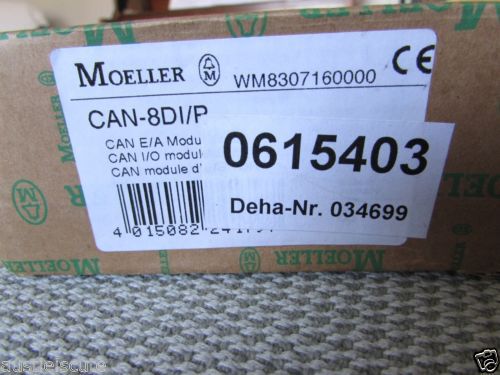 MOELLER
WM8307160000
CE
CAN-8DI/P
CAN E/A Modu
CAN I/O modul
CAN module d'
0615403
Deha-Nr. 034699
4 015082
MOELLER